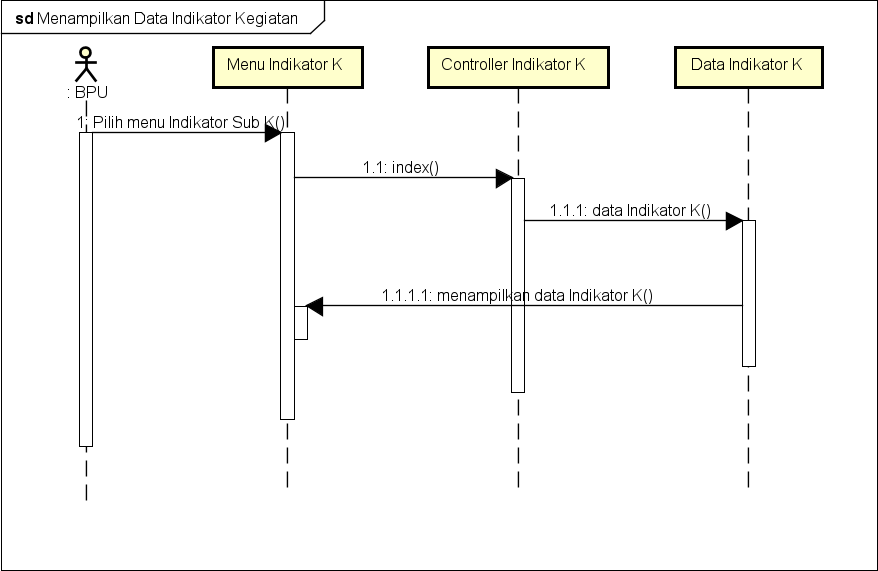 sd Menampilkan Data Indikator Kegiatan
: BPU
Menu Indikator K
Controller Indikator K
Data Indikator K
1: Pilih menu Indikator Sub K()
1.1: index()
1.1.1: data Indikator K()
1.1.1.1: menampilkan data Indikator K()